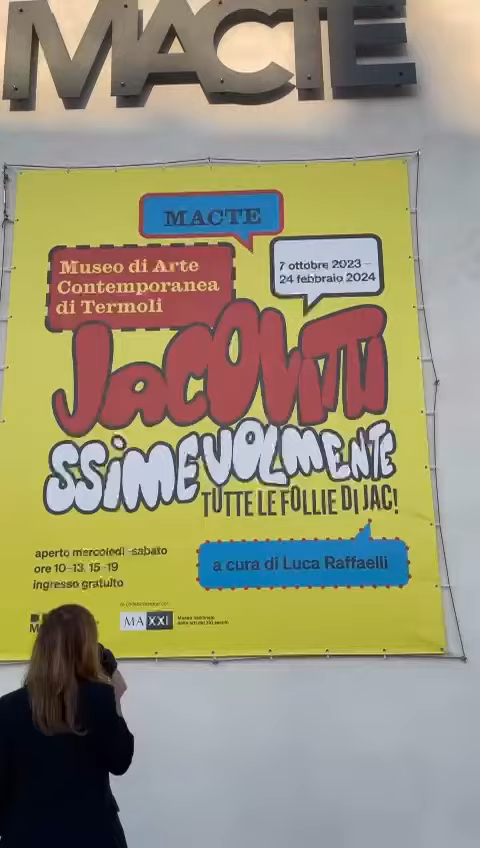 MACTE
MACTE
Museo di Arte
Contemporanea
di Termoli
7 ottobre 2023 –
24 febbraio 2024
JACOVITTI
SSIMEVOLMENTE
TUTTE LE FOLLIE DI JAC!
aperto mercoledì -sabato
ore 10-13, 15-19
ingresso gratuito
a cura di Luca Raffaelli
MAXXI